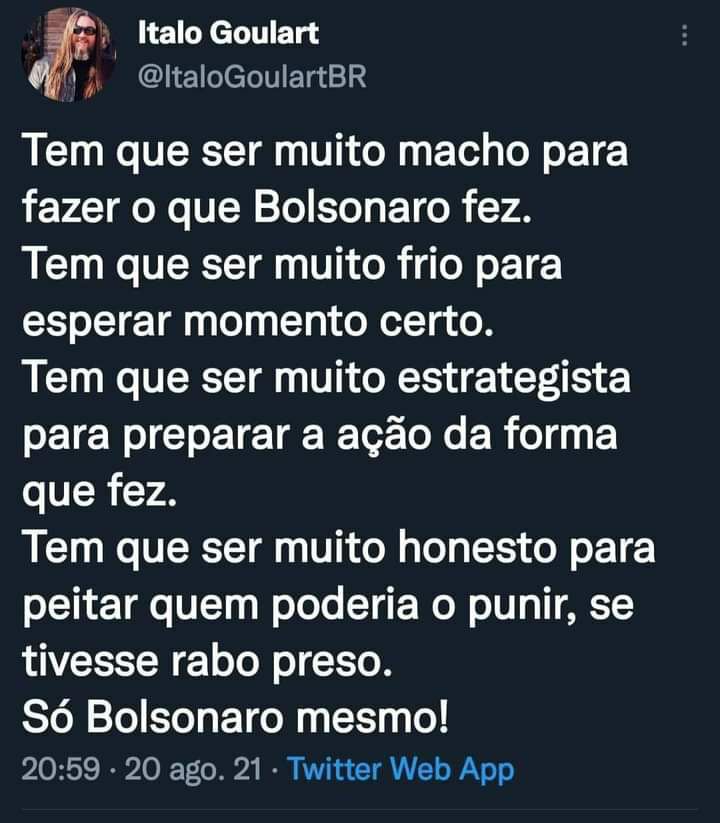 Italo Goulart
@ItaloGoulartBR
Tem que ser muito macho para
fazer o que Bolsonaro fez.
Tem que ser muito frio para
esperar momento certo.
Tem que ser muito estrategista
para preparar a ação da forma
que fez.
Tem que ser muito honesto para
peitar quem poderia o punir, se
tivesse rabo preso.
Só Bolsonaro mesmo!
20:59 · 20 ago. 21 · Twitter Web App